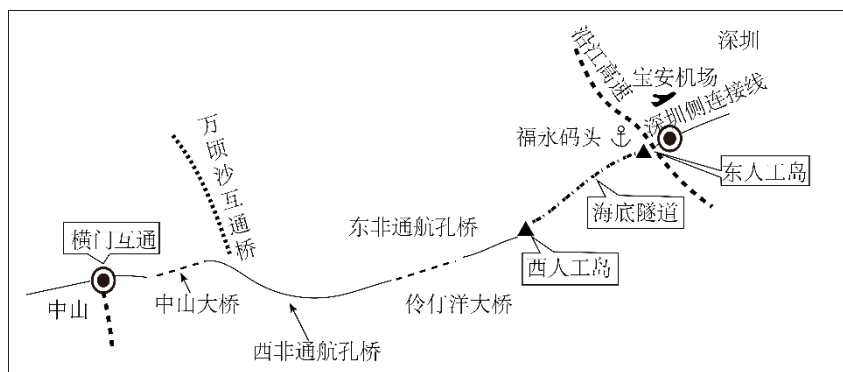 深圳
沿江高速
宝安机场
深圳侧连接线
福永码头
东人工岛
海底隧道
万顷沙互通桥
东非通航孔桥
西人工岛
横门互通
中山
中山大桥
伶仃洋大桥
西非通航孔桥